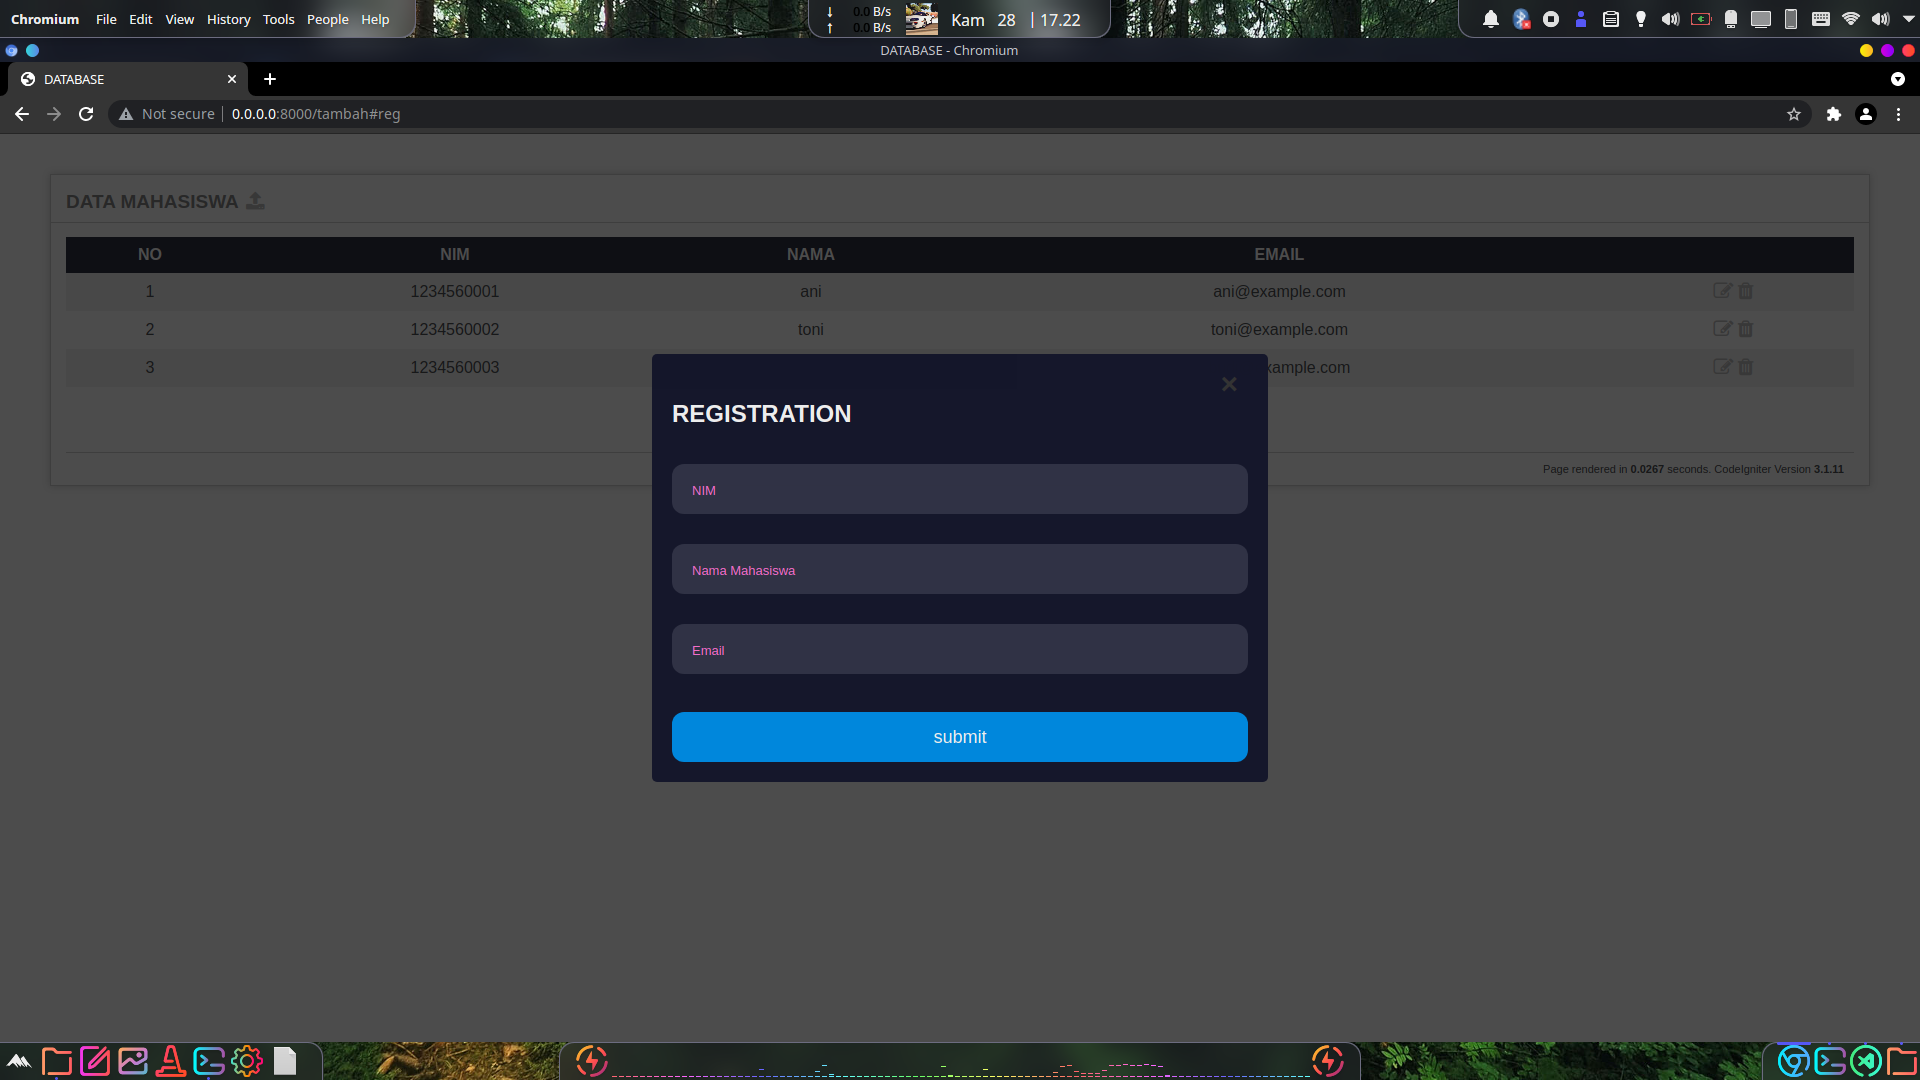 Chromium File Edit View History Tools People Help
0.0 B/s
0.0 B/s
Kam 28 | 17.22
DATABASE - Chromium
DATABASE
Not secure | 0.0.0.0:8000/tambah#reg
DATA MAHASISWA
NO NIM NAMA EMAIL
1 1234560001 ani ani@example.com
2 1234560002 toni toni@example.com
3 1234560003 xample.com
REGISTRATION
NIM
Nama Mahasiswa
Email
submit
Page rendered in 0.0267 seconds. CodeIgniter Version 3.1.11